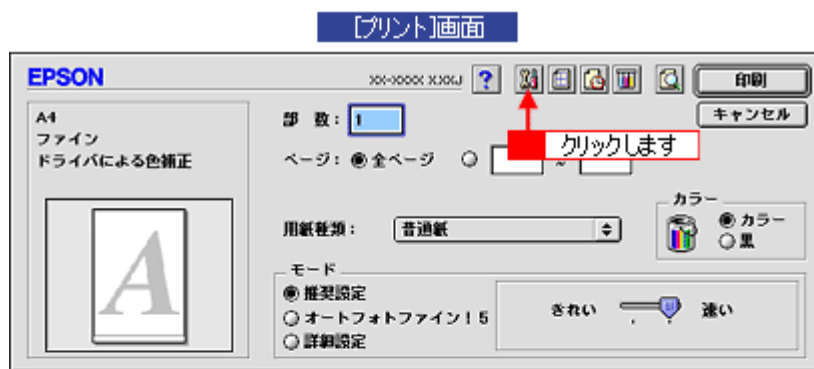 [プリント]画面
EPSON
XX-XXXX X.XXJ ? 印刷
A4
ファイン
ドライバによる色補正
部 数: 1
キャンセル
クリックします
ページ: 全ページ ~
用紙種類: 普通紙
カラー
カラー
黒
A
モード
推奨設定
オートフォトファイン!5
詳細設定
きれい 速い